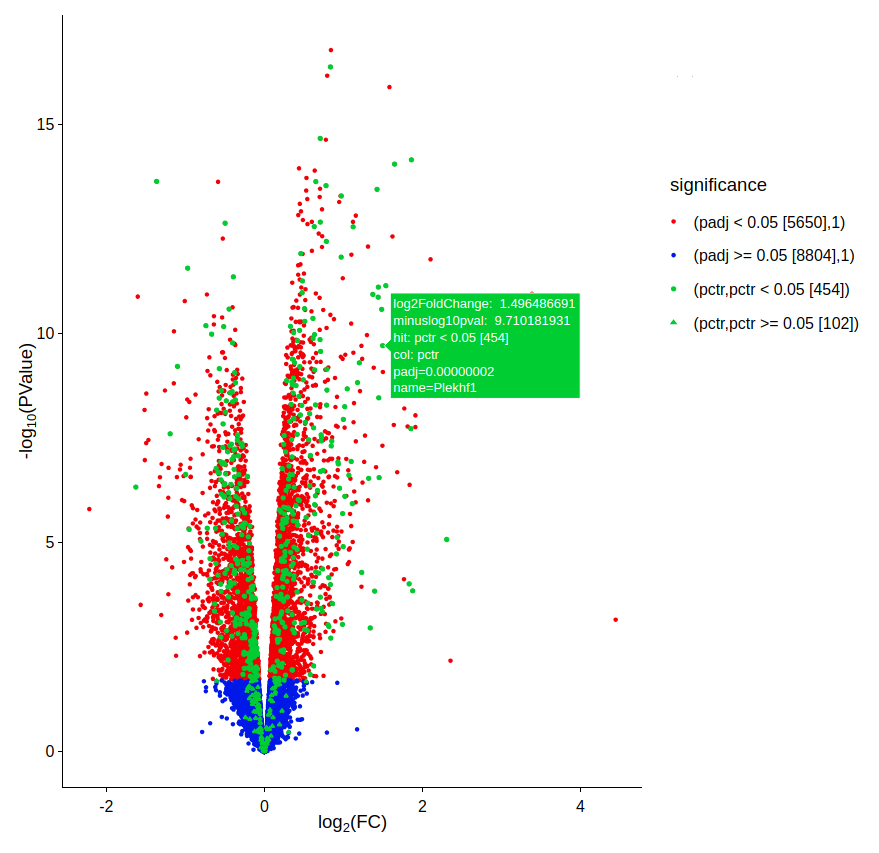 15
10
5
0
-log10(PValue)
-2
0
2
4
log2(FC)
log2FoldChange: 1.496486691
minuslog10pval: 9.710181931
hit: pctr < 0.05 [454]
col: pctr
padj=0.00000002
name=Plekhf1
significance
(padj < 0.05 [5650],1)
(padj >= 0.05 [8804],1)
(pctr,pctr < 0.05 [454])
(pctr,pctr >= 0.05 [102])